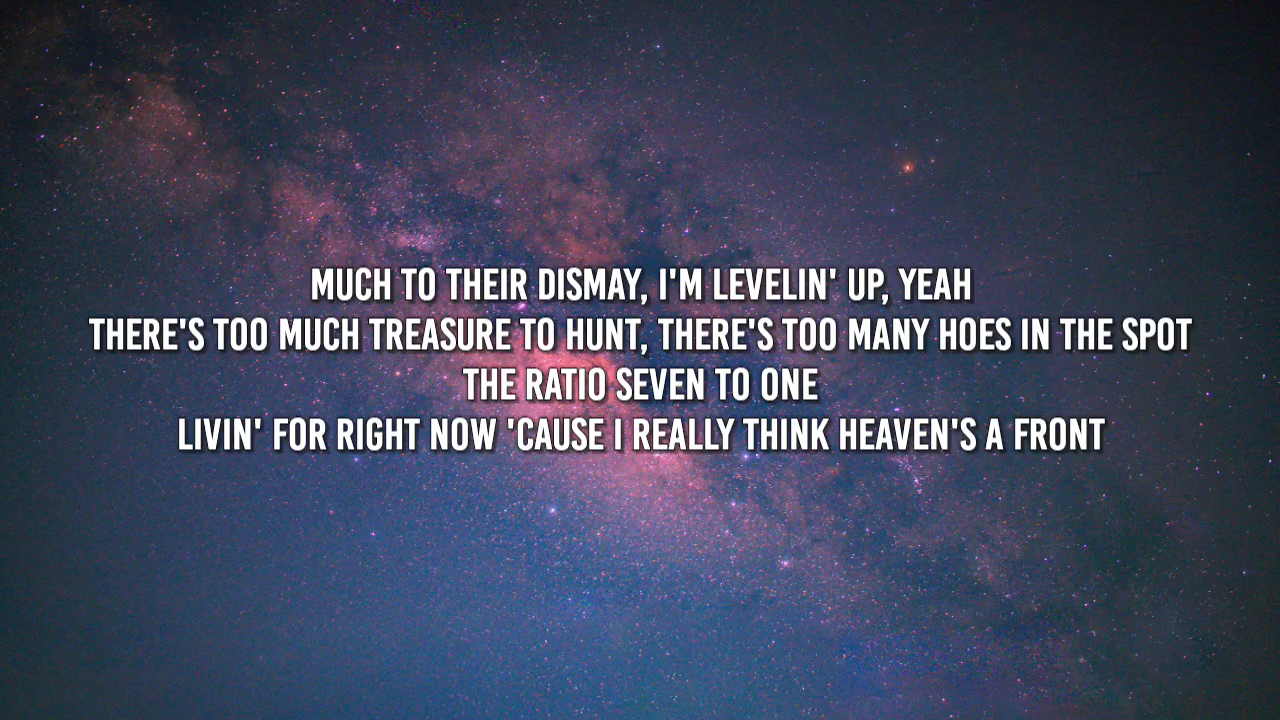 MUCH TO THEIR DISMAY, I'M LEVELIN' UP, YEAH
THERE'S TOO MUCH TREASURE TO HUNT, THERE'S TOO MANY HOES IN THE SPOT
THE RATIO SEVEN TO ONE
LIVIN' FOR RIGHT NOW 'CAUSE I REALLY THINK HEAVEN'S A FRONT